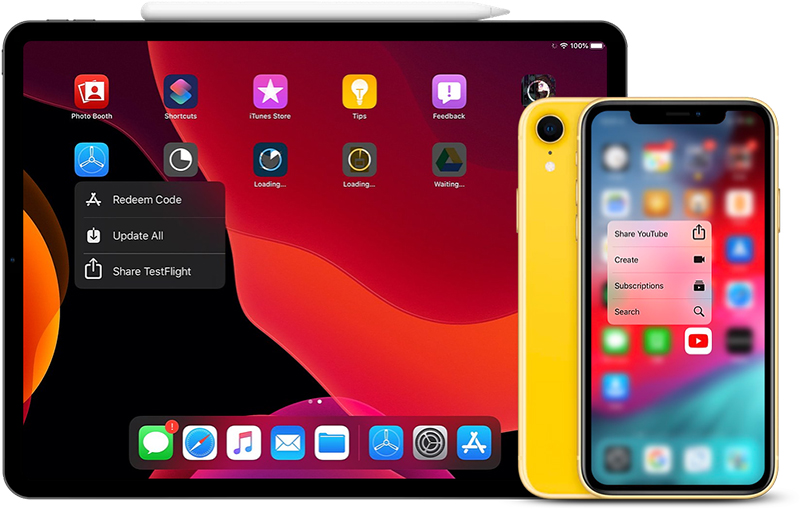 100%
Photo Booth
Shortcuts
iTunes Store
Tips
Feedback
Loading...
Loading...
Waiting...
Redeem Code
Update All
Share TestFlight
!
Share YouTube
Create
Subscriptions
Search